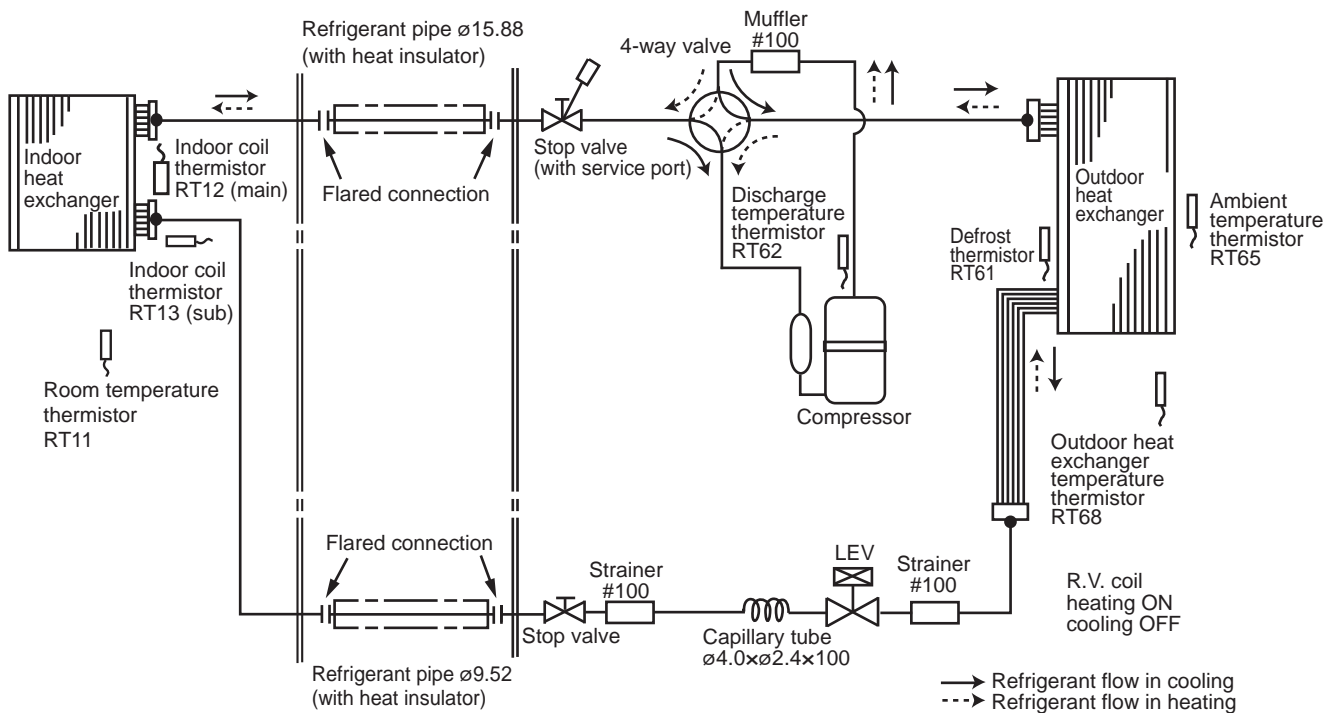 Refrigerant pipe ø15.88
(with heat insulator)
Muffler
#100
4-way valve
Indoor
heat
exchanger
Indoor coil
thermistor
RT12 (main)
Flared connection
Stop valve
(with service port)
Discharge
temperature
thermistor
RT62
Outdoor
heat
exchanger
Ambient
temperature
thermistor
RT65
Defrost
thermistor
RT61
Indoor coil
thermistor
RT13 (sub)
Room temperature
thermistor
RT11
Compressor
Outdoor heat
exchanger
temperature
thermistor
RT68
Flared connection
Strainer
#100
LEV
Strainer
#100
R.V. coil
heating ON
cooling OFF
Stop valve
Capillary tube
ø4.0×ø2.4×100
Refrigerant pipe ø9.52
(with heat insulator)
Refrigerant flow in cooling
Refrigerant flow in heating